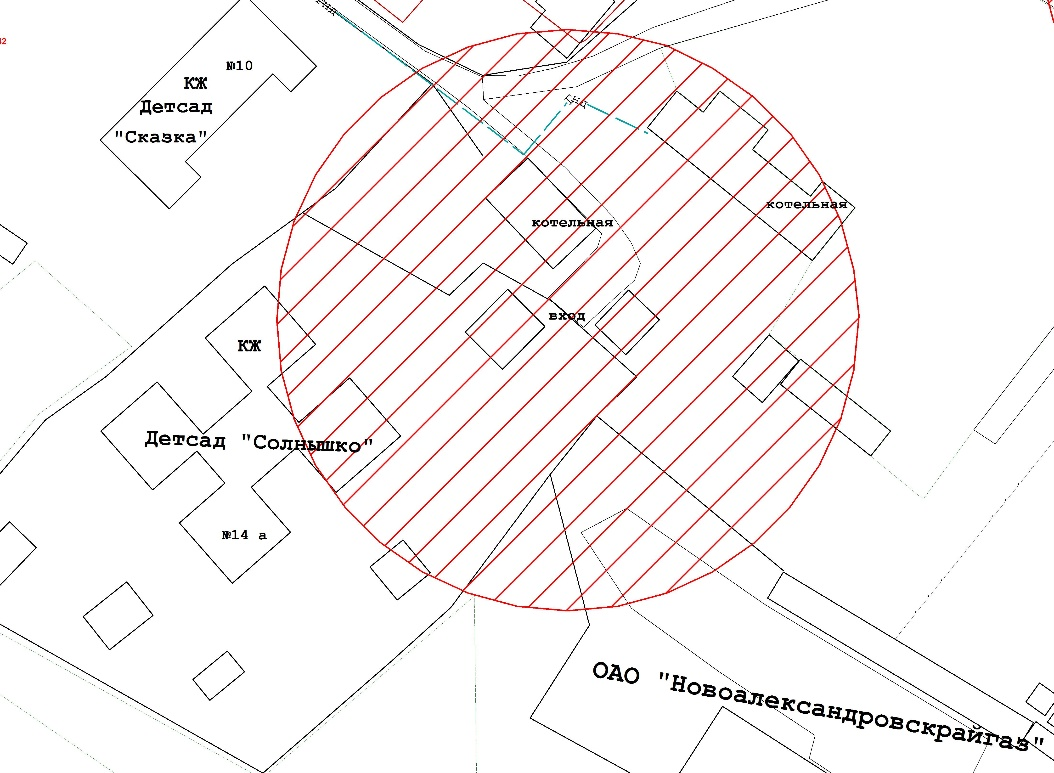 №10
КЖ
Детсад
"Сказка"
котельная
котельная
вход
КЖ
Детсад "Солнышко"
№14 а
ОАО "Новоалександровскрайгаз"